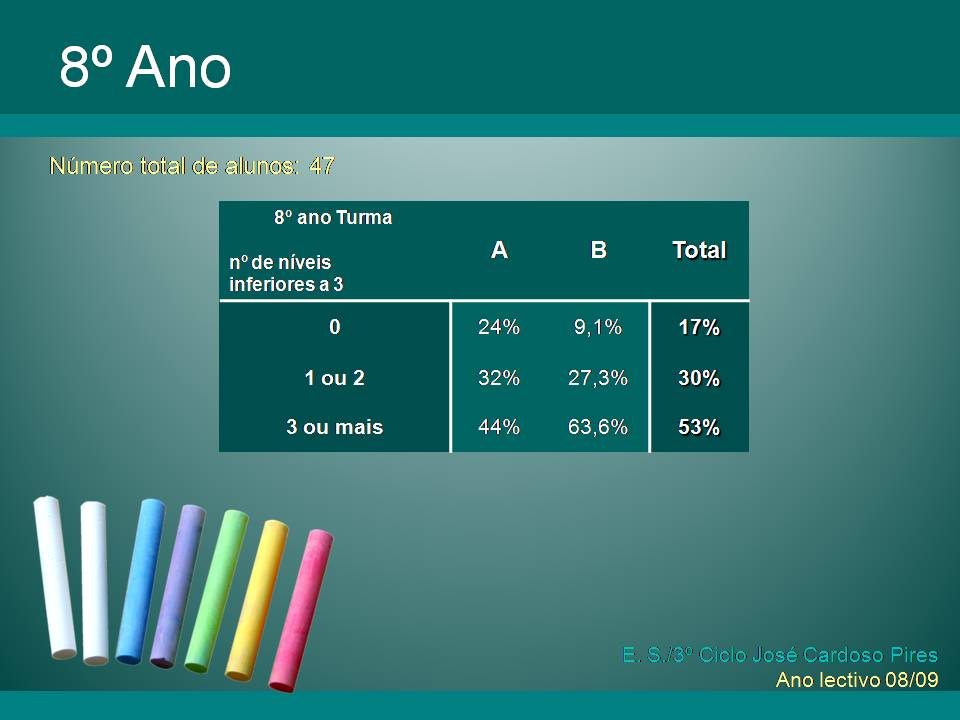 8º Ano
Número total de alunos: 47
8º ano Turma
nº de níveis
inferiores a 3
A B Total
0 24% 9,1% 17%
1 ou 2 32% 27,3% 30%
3 ou mais 44% 63,6% 53%
E. S./3º Ciclo José Cardoso Pires
Ano lectivo 08/09